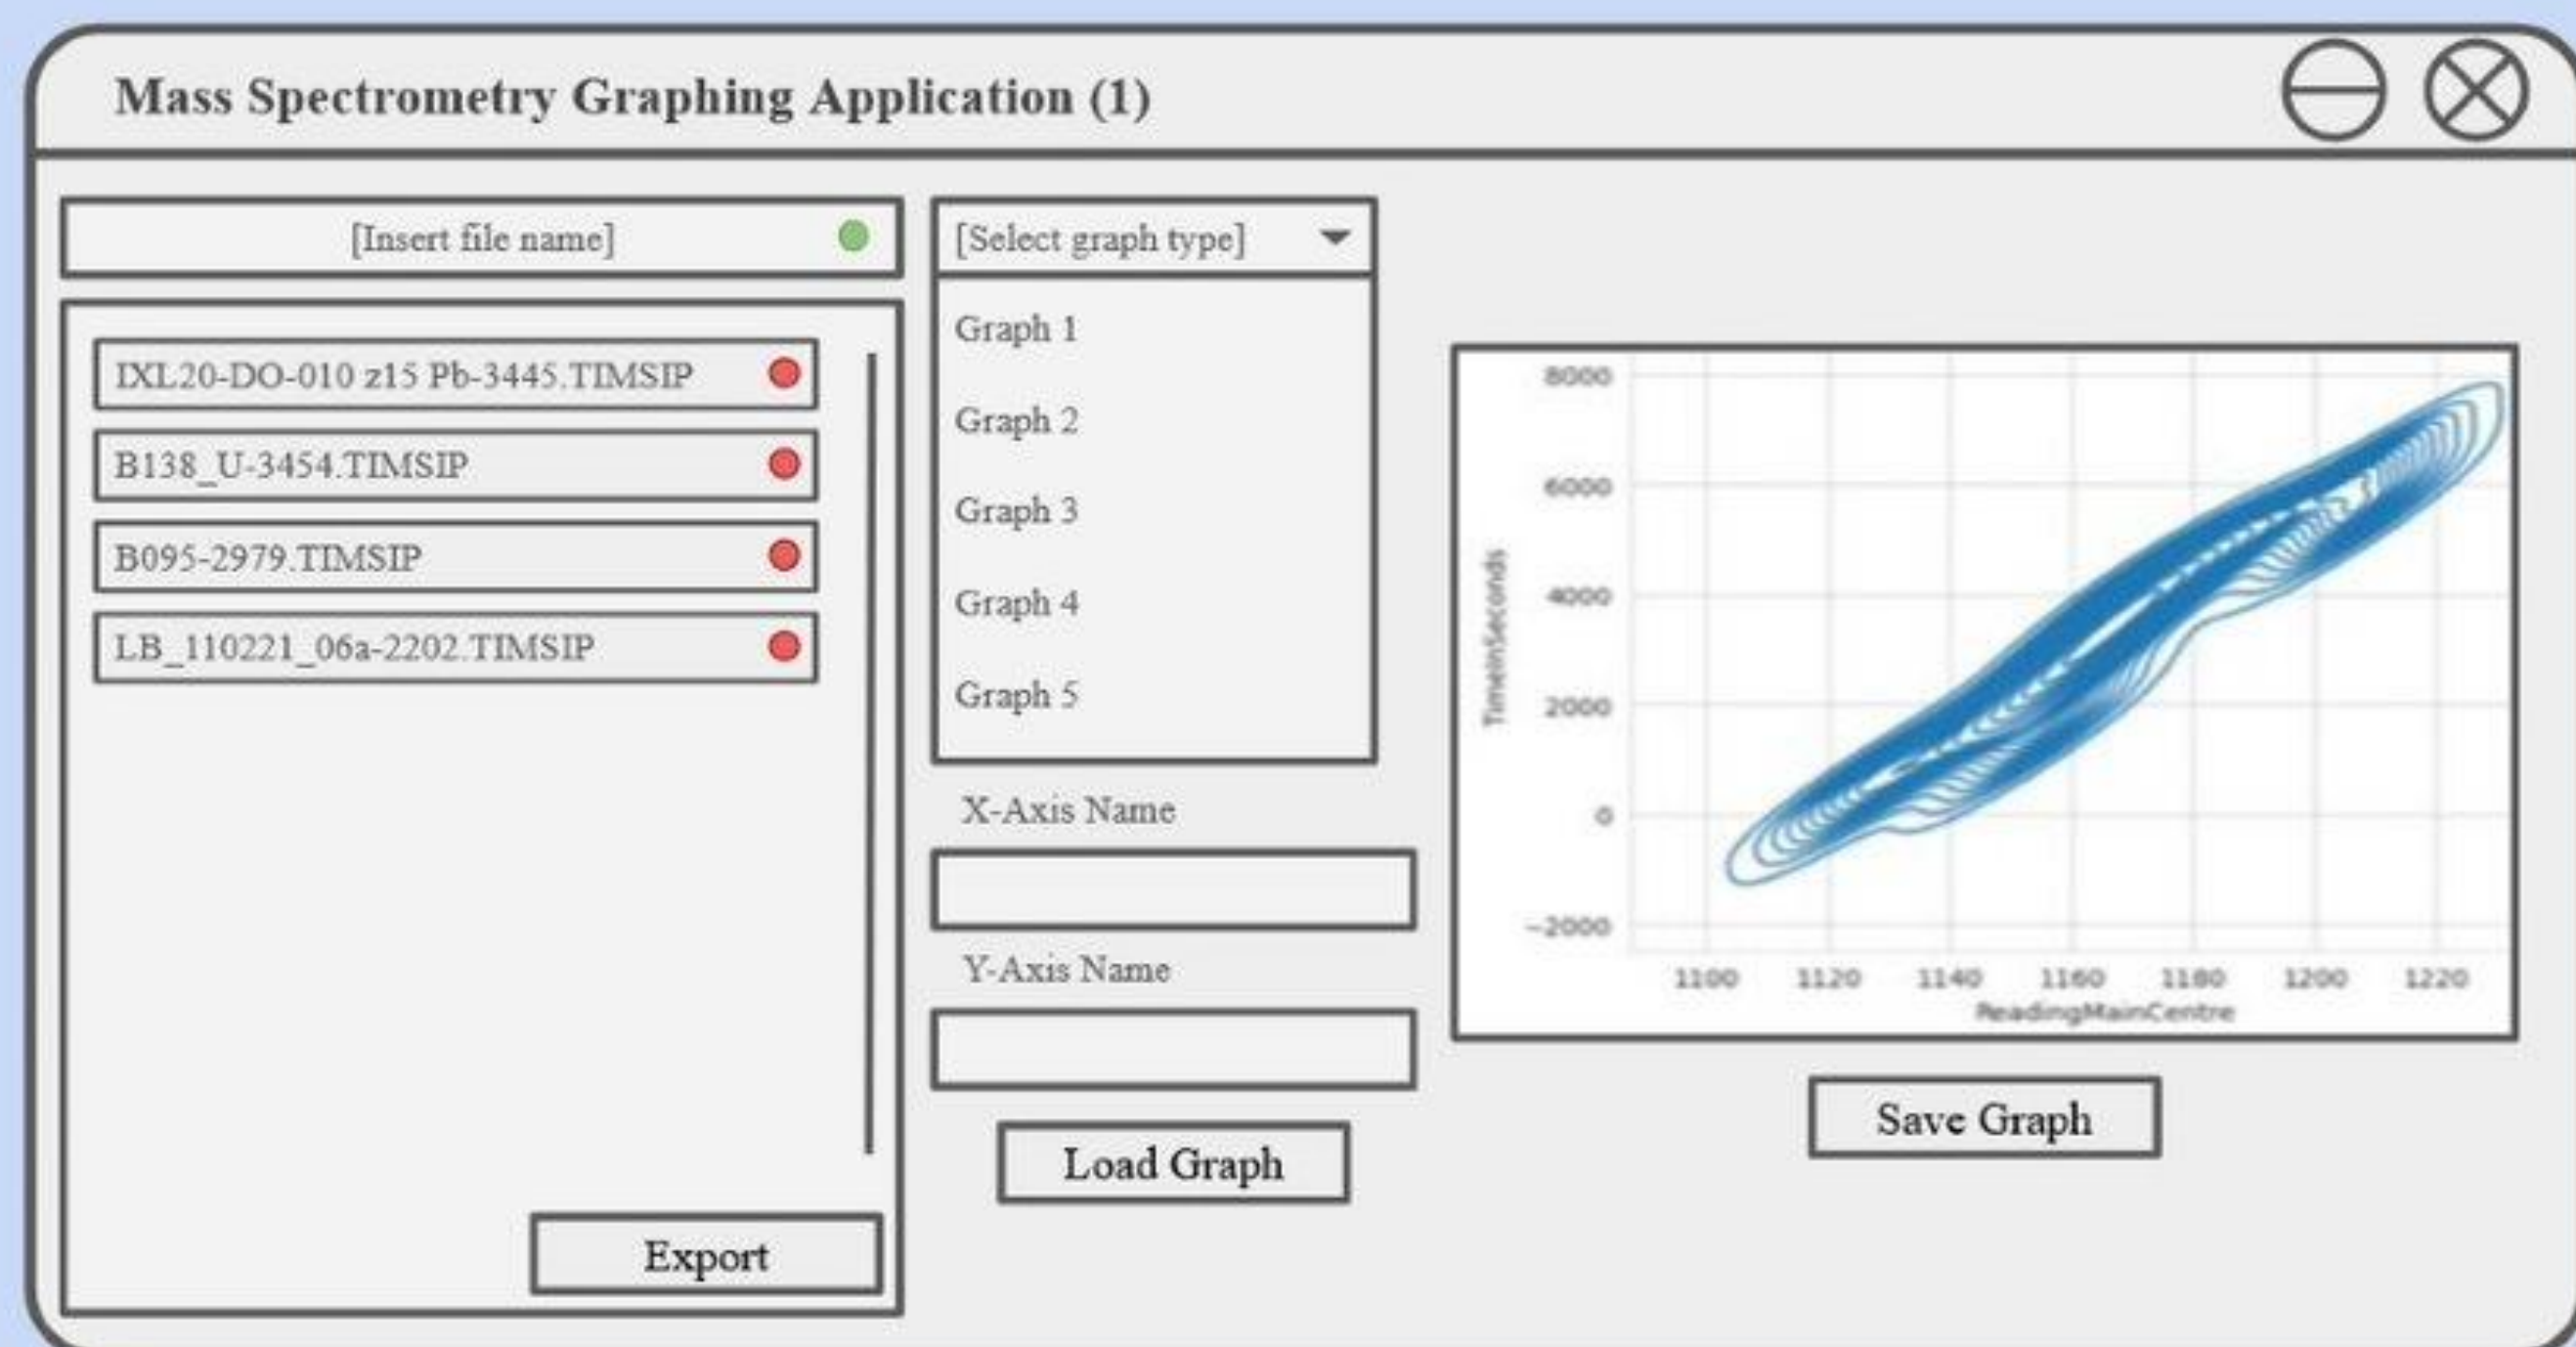 Mass Spectrometry Graphing Application (1)
[Insert file name]
IXL20-DO-010 z15 Pb-3445.TIMSIP
B138_U-3454.TIMSIP
B095-2979.TIMSIP
LB_110221_06a-2202.TIMSIP
Export
[Select graph type]
Graph 1
Graph 2
Graph 3
Graph 4
Graph 5
X-Axis Name
Y-Axis Name
Load Graph
8000
6000
4000
2000
0
−2000
TimeinSeconds
1100 1120 1140 1160 1180 1200 1220
ReadingMainCentre
Save Graph